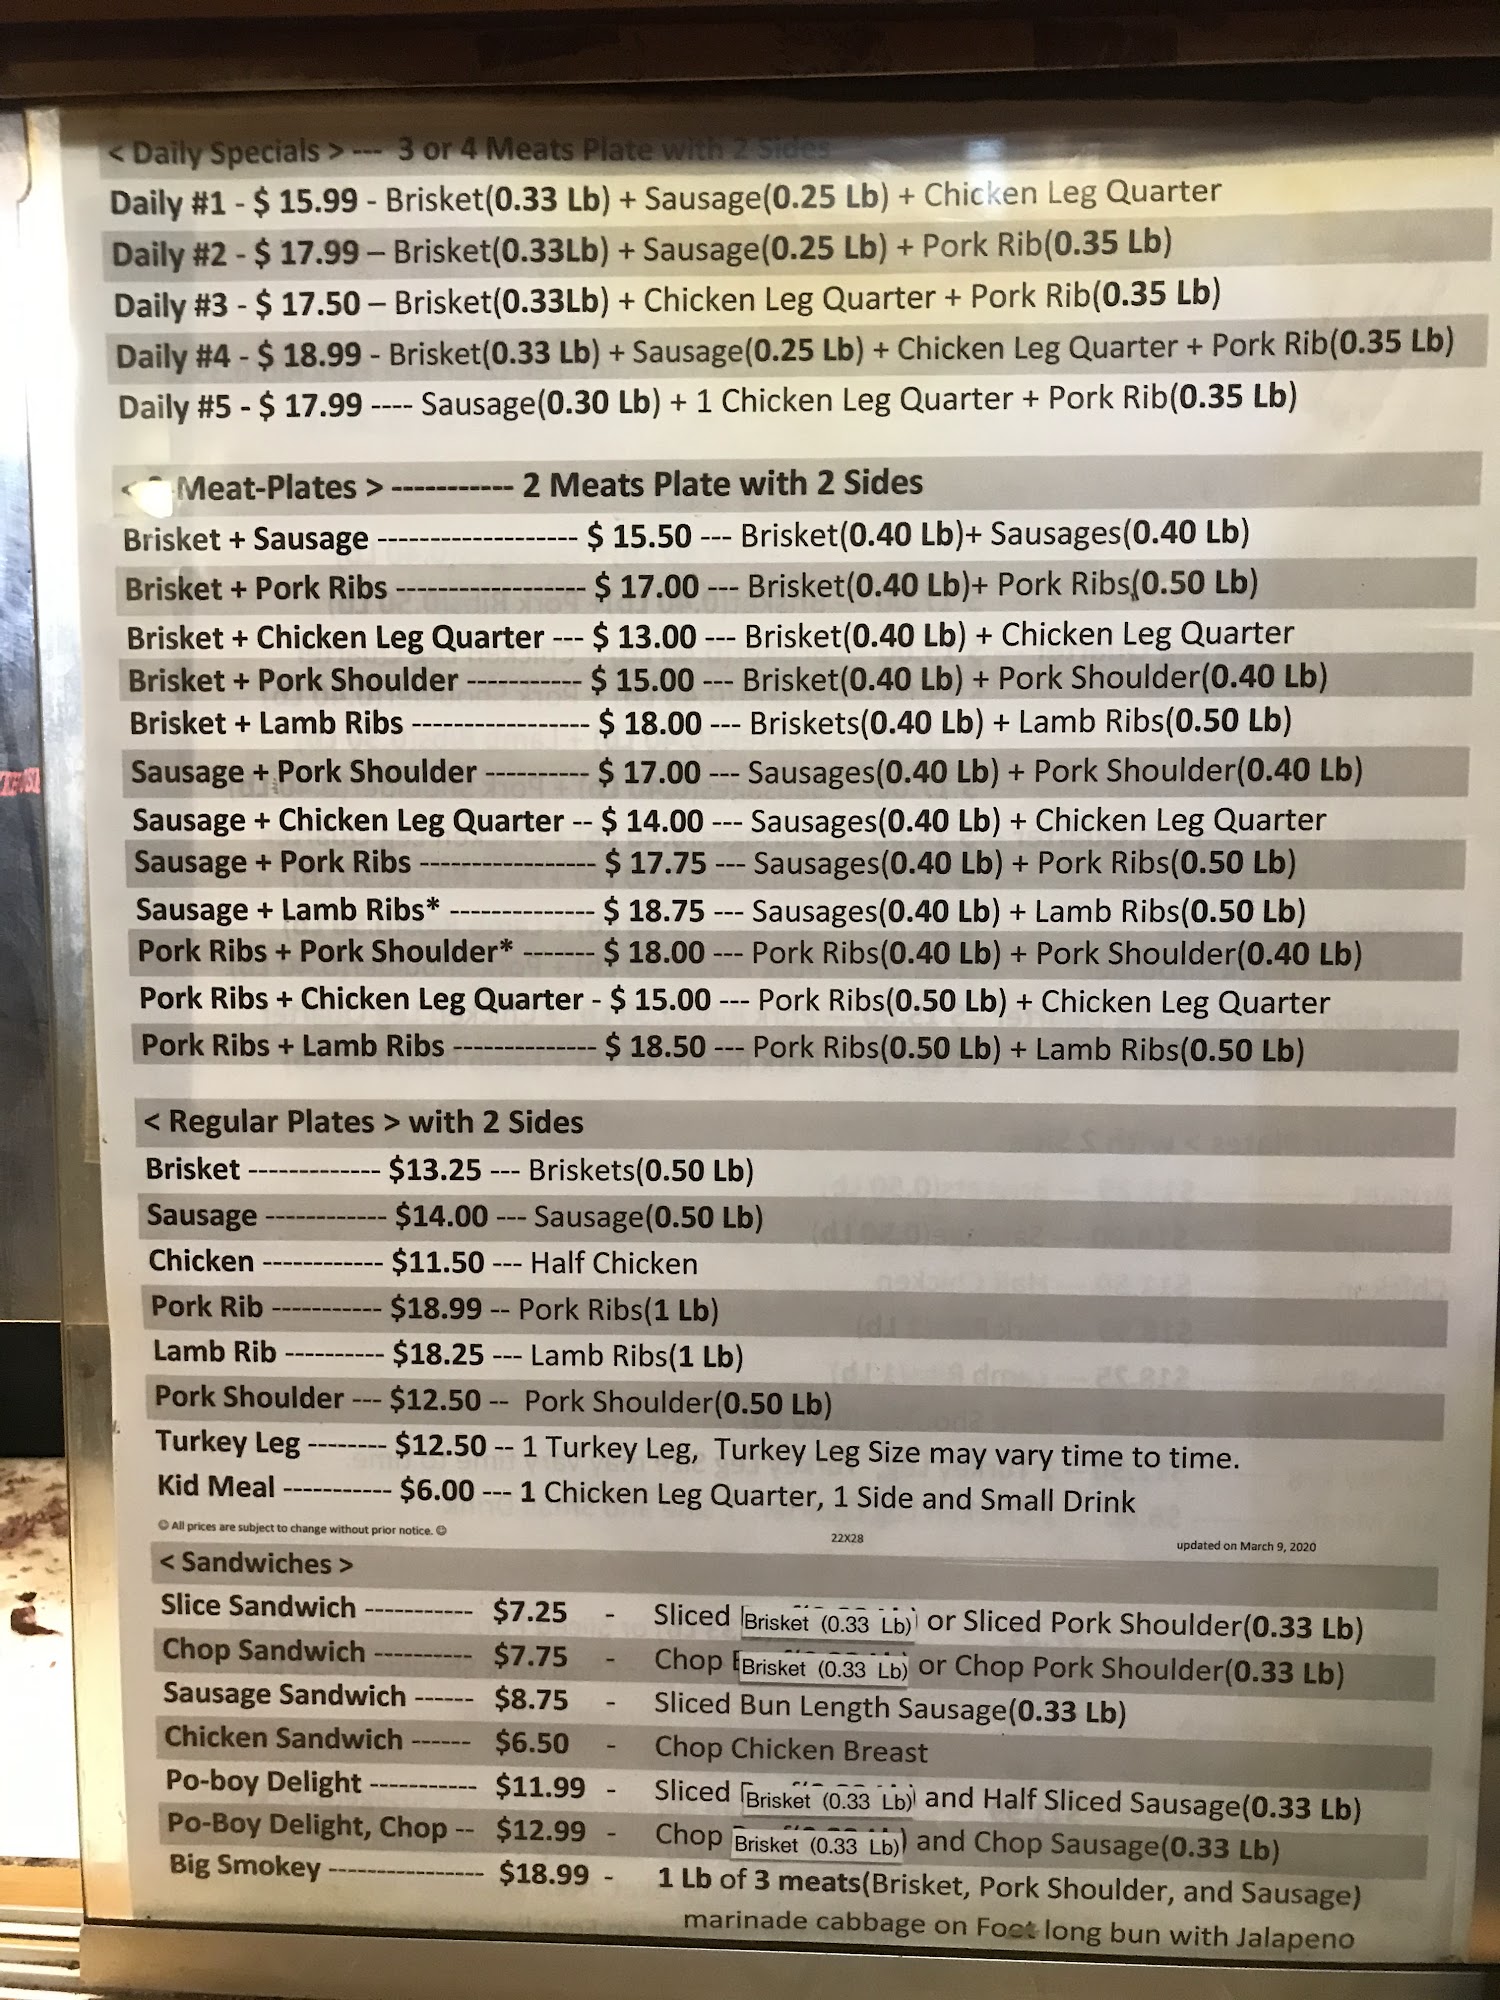 < Daily Specials > --- 3 or 4 Meats Plate with 2 Sides
Daily #1 - $ 15.99 - Brisket(0.33 Lb) + Sausage(0.25 Lb) + Chicken Leg Quarter
Daily #2 - $ 17.99 – Brisket(0.33Lb) + Sausage(0.25 Lb) + Pork Rib(0.35 Lb)
Daily #3 - $ 17.50 – Brisket(0.33Lb) + Chicken Leg Quarter + Pork Rib(0.35 Lb)
Daily #4 - $ 18.99 - Brisket(0.33 Lb) + Sausage(0.25 Lb) + Chicken Leg Quarter + Pork Rib(0.35 Lb)
Daily #5 - $ 17.99 ---- Sausage(0.30 Lb) + 1 Chicken Leg Quarter + Pork Rib(0.35 Lb)
< Meat-Plates > ----------- 2 Meats Plate with 2 Sides
Brisket + Sausage ------------------- $ 15.50 --- Brisket(0.40 Lb)+ Sausages(0.40 Lb)
Brisket + Pork Ribs ------------------ $ 17.00 --- Brisket(0.40 Lb)+ Pork Ribs(0.50 Lb)
Brisket + Chicken Leg Quarter --- $ 13.00 --- Brisket(0.40 Lb) + Chicken Leg Quarter
Brisket + Pork Shoulder ----------- $ 15.00 --- Brisket(0.40 Lb) + Pork Shoulder(0.40 Lb)
Brisket + Lamb Ribs ----------------- $ 18.00 --- Briskets(0.40 Lb) + Lamb Ribs(0.50 Lb)
Sausage + Pork Shoulder ---------- $ 17.00 --- Sausages(0.40 Lb) + Pork Shoulder(0.40 Lb)
Sausage + Chicken Leg Quarter -- $ 14.00 --- Sausages(0.40 Lb) + Chicken Leg Quarter
Sausage + Pork Ribs ----------------- $ 17.75 --- Sausages(0.40 Lb) + Pork Ribs(0.50 Lb)
Sausage + Lamb Ribs* -------------- $ 18.75 --- Sausages(0.40 Lb) + Lamb Ribs(0.50 Lb)
Pork Ribs + Pork Shoulder* ------- $ 18.00 --- Pork Ribs(0.40 Lb) + Pork Shoulder(0.40 Lb)
Pork Ribs + Chicken Leg Quarter - $ 15.00 --- Pork Ribs(0.50 Lb) + Chicken Leg Quarter
Pork Ribs + Lamb Ribs -------------- $ 18.50 --- Pork Ribs(0.50 Lb) + Lamb Ribs(0.50 Lb)
< Regular Plates > with 2 Sides
Brisket ------------- $13.25 --- Briskets(0.50 Lb)
Sausage ------------ $14.00 --- Sausage(0.50 Lb)
Chicken ------------ $11.50 --- Half Chicken
Pork Rib ----------- $18.99 -- Pork Ribs(1 Lb)
Lamb Rib ---------- $18.25 --- Lamb Ribs(1 Lb)
Pork Shoulder --- $12.50 -- Pork Shoulder(0.50 Lb)
Turkey Leg -------- $12.50 -- 1 Turkey Leg, Turkey Leg Size may vary time to time.
Kid Meal ----------- $6.00 --- 1 Chicken Leg Quarter, 1 Side and Small Drink
☺ All prices are subject to change without prior notice. ☺ 22X28 updated on March 9, 2020
< Sandwiches >
Slice Sandwich ----------- $7.25 - Sliced Brisket (0.33 Lb) or Sliced Pork Shoulder(0.33 Lb)
Chop Sandwich ---------- $7.75 - Chop Brisket (0.33 Lb) or Chop Pork Shoulder(0.33 Lb)
Sausage Sandwich ------ $8.75 - Sliced Bun Length Sausage(0.33 Lb)
Chicken Sandwich ------ $6.50 - Chop Chicken Breast
Po-boy Delight ----------- $11.99 - Sliced Brisket (0.33 Lb) and Half Sliced Sausage(0.33 Lb)
Po-Boy Delight, Chop -- $12.99 - Chop Brisket (0.33 Lb) and Chop Sausage(0.33 Lb)
Big Smokey ---------------- $18.99 - 1 Lb of 3 meats(Brisket, Pork Shoulder, and Sausage)
marinade cabbage on Foot long bun with Jalapeno